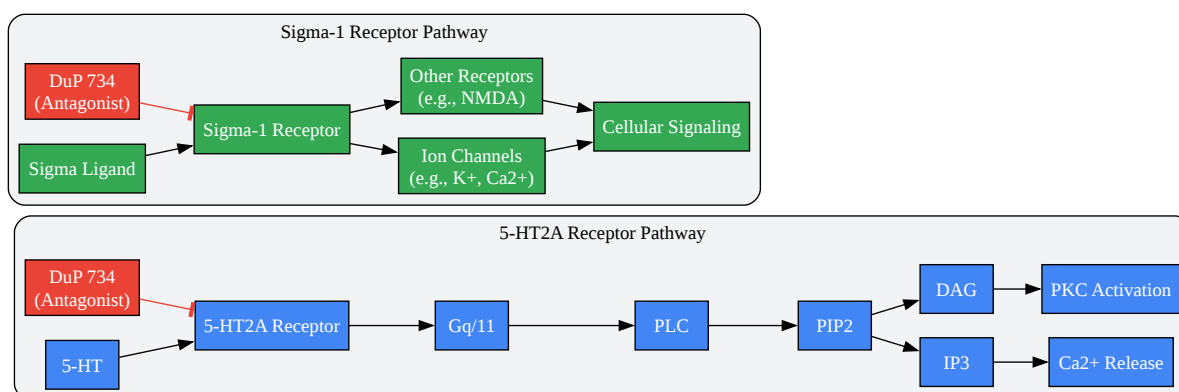 Sigma-1 Receptor Pathway
DuP 734
(Antagonist)
Sigma Ligand
Sigma-1 Receptor
Other Receptors
(e.g., NMDA)
Ion Channels
(e.g., K+, Ca2+)
Cellular Signaling
5-HT2A Receptor Pathway
DuP 734
(Antagonist)
5-HT
5-HT2A Receptor
Gq/11
PLC
PIP2
DAG
PKC Activation
IP3
Ca2+ Release